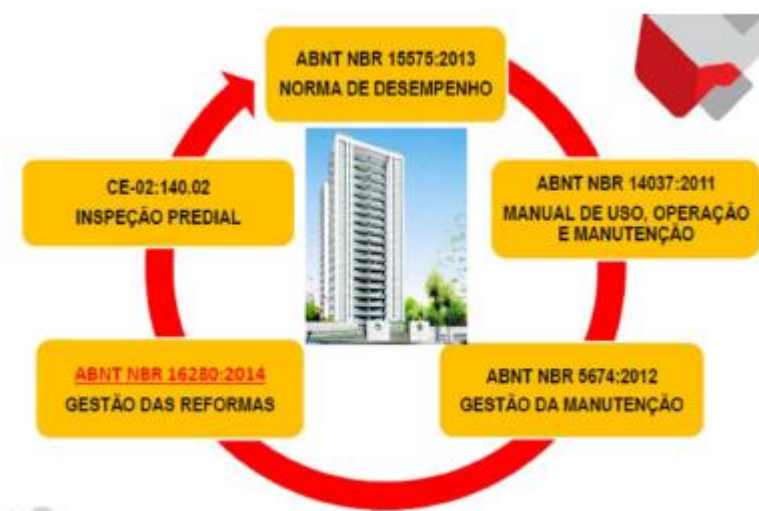 ABNT NBR 15575:2013
NORMA DE DESEMPENHO
CE-02:140.02
INSPEÇÃO PREDIAL
ABNT NBR 14037:2011
MANUAL DE USO, OPERAÇÃO
E MANUTENÇÃO
ABNT NBR 16280:2014
GESTÃO DAS REFORMAS
ABNT NBR 5674:2012
GESTÃO DA MANUTENÇÃO